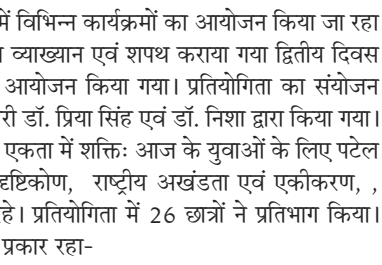 में विभिन्न कार्यक्रमों का आयोजन किया जा रहा
व्याख्यान एवं शपथ कराया गया द्वितीय दिवस
आयोजन किया गया। प्रतियोगिता का संयोजन
री डॉ. प्रिया सिंह एवं डॉ. निशा द्वारा किया गया।
एकता में शक्तिः आज के युवाओं के लिए पटेल
दृष्टिकोण, राष्ट्रीय अखंडता एवं एकीकरण, ,
रहे। प्रतियोगिता में 26 छात्रों ने प्रतिभाग किया।
प्रकार रहा-